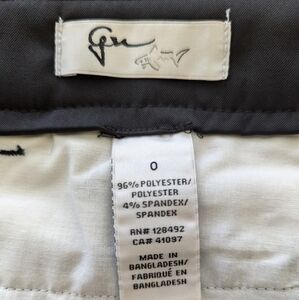 0
96% POLYESTER/
POLYESTER
4% SPANDEX/
SPANDEX
RN# 128492
CA# 41097
MADE IN
BANGLADESH/
FABRIQUÉ EN
BANGLADESH